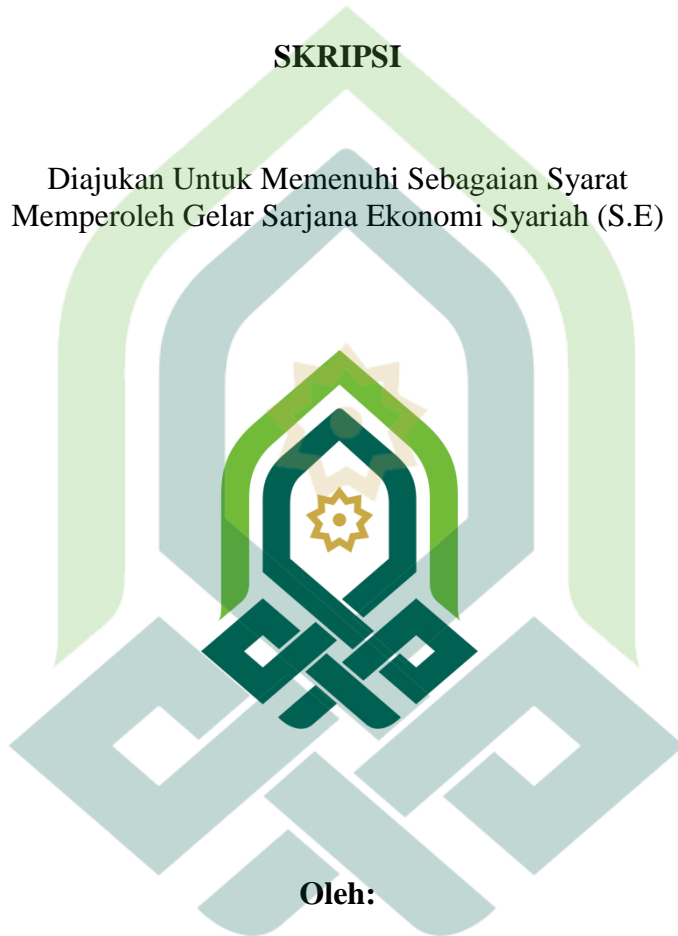 SKRIPSI
Diajukan Untuk Memenuhi Sebagaian Syarat
Memperoleh Gelar Sarjana Ekonomi Syariah (S.E)
Oleh: